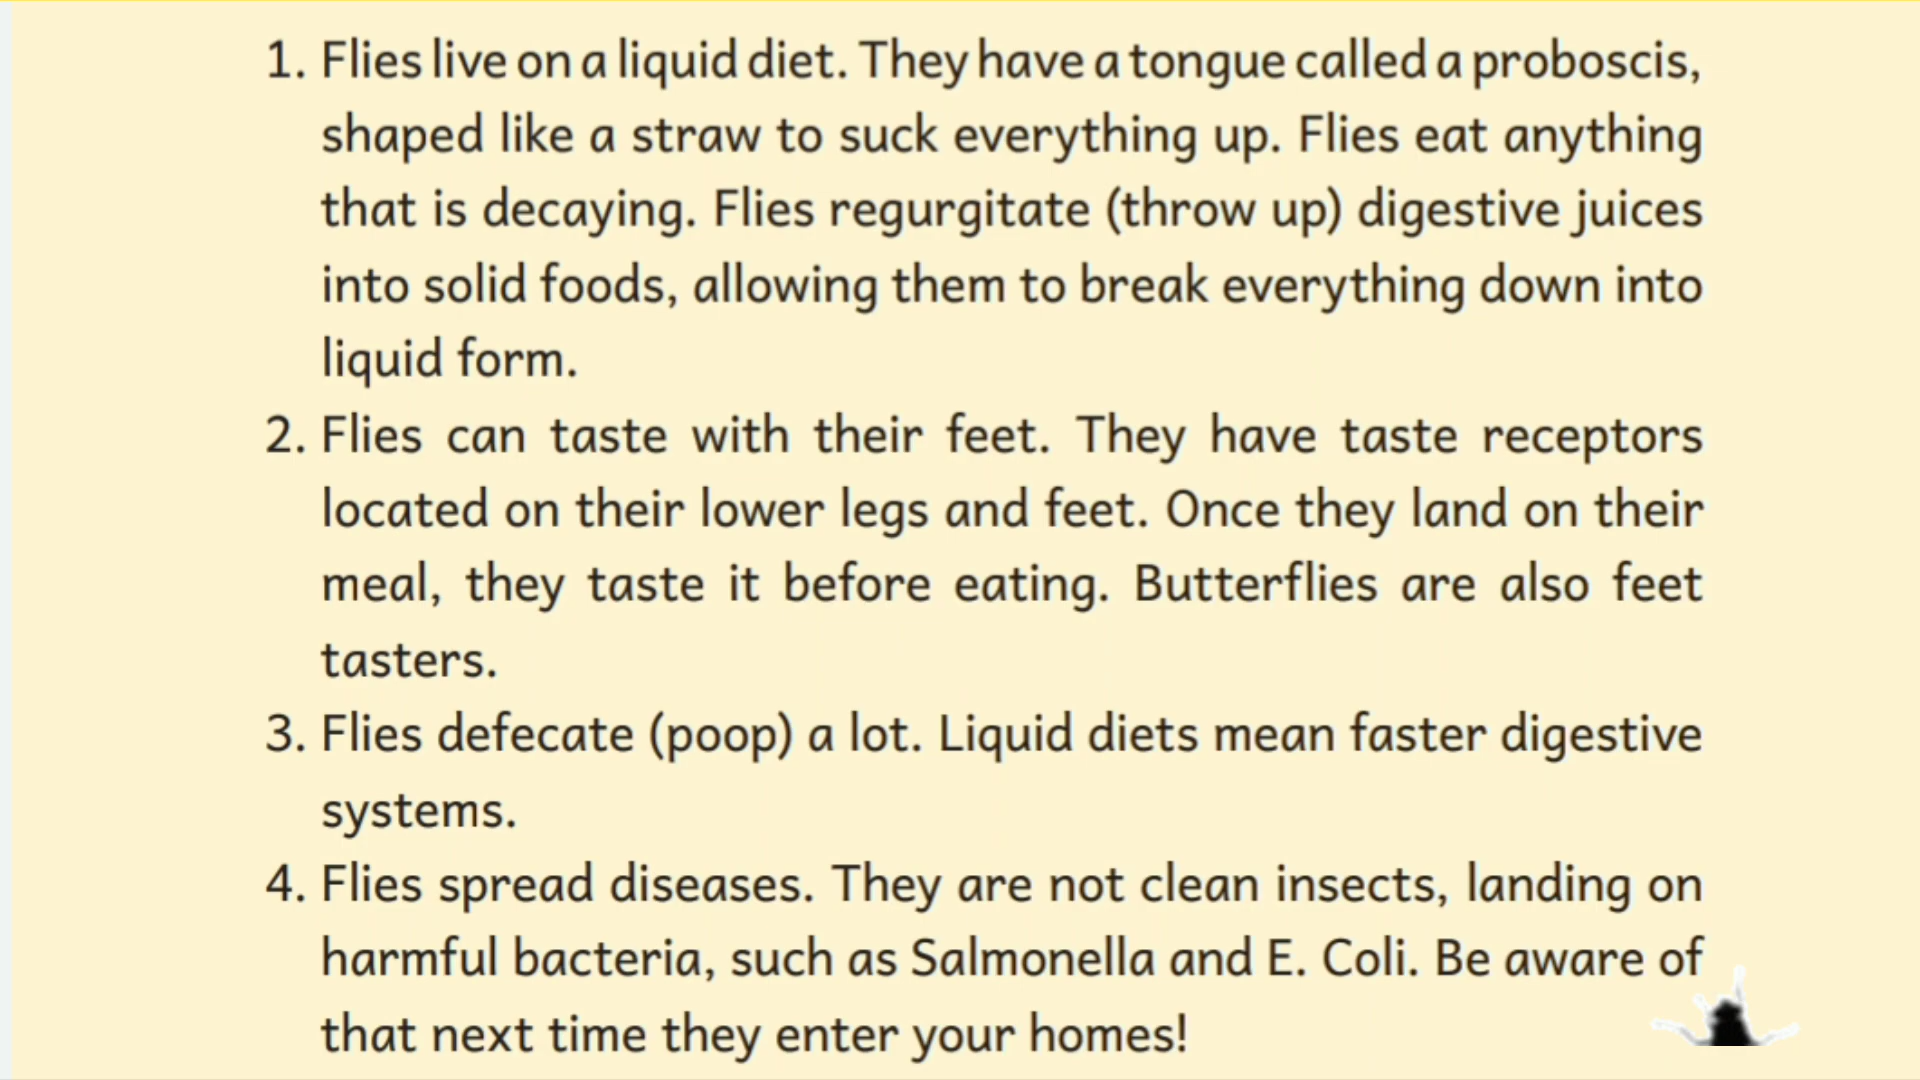 1. Flies live on a liquid diet. They have a tongue called a proboscis,
shaped like a straw to suck everything up. Flies eat anything
that is decaying. Flies regurgitate (throw up) digestive juices
into solid foods, allowing them to break everything down into
liquid form.
2. Flies can taste with their feet. They have taste receptors
located on their lower legs and feet. Once they land on their
meal, they taste it before eating. Butterflies are also feet
tasters.
3. Flies defecate (poop) a lot. Liquid diets mean faster digestive
systems.
4. Flies spread diseases. They are not clean insects, landing on
harmful bacteria, such as Salmonella and E. Coli. Be aware of
that next time they enter your homes!